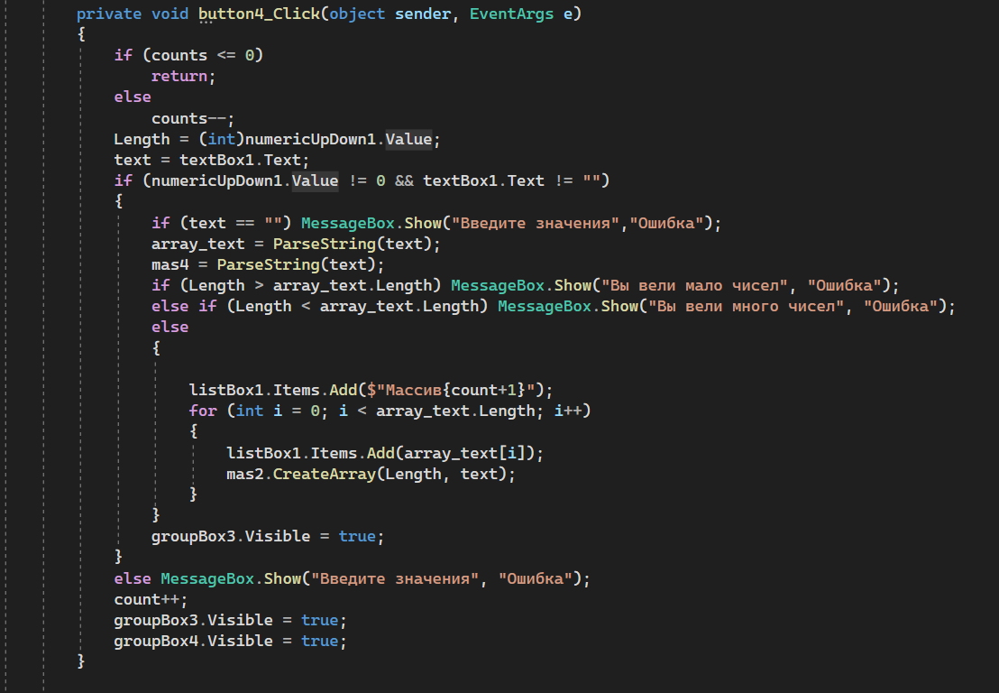 private void button4_Click(object sender, EventArgs e)
{
if (counts <= 0)
return;
else
counts--;
Length = (int)numericUpDown1.Value;
text = textBox1.Text;
if (numericUpDown1.Value != 0 && textBox1.Text != "")
{
if (text == "") MessageBox.Show("Введите значения","Ошибка");
array_text = ParseString(text);
mas4 = ParseString(text);
if (Length > array_text.Length) MessageBox.Show("Вы вели мало чисел", "Ошибка");
else if (Length < array_text.Length) MessageBox.Show("Вы вели много чисел", "Ошибка");
else
{
listBox1.Items.Add($"Массив{count+1}");
for (int i = 0; i < array_text.Length; i++)
{
listBox1.Items.Add(array_text[i]);
mas2.CreateArray(Length, text);
}
}
groupBox3.Visible = true;
}
else MessageBox.Show("Введите значения", "Ошибка");
count++;
groupBox3.Visible = true;
groupBox4.Visible = true;
}